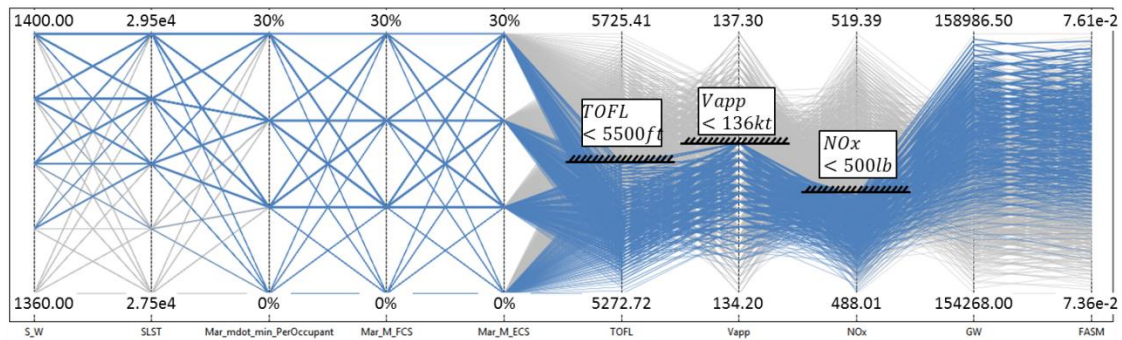 1400.00 2.95e4 30% 30% 30% 5725.41 137.30 519.39 158986.50 7.61e-2
TOFL
< 5500ft
Vapp
< 136kt
NOx
< 500lb
1360.00 2.75e4 0% 0% 0% 5272.72 134.20 488.01 154268.00 7.36e-2
S_W SLST Mar_mdot_min_PerOccupant Mar_M_FCS Mar_M_ECS TOFL Vapp NOx GW FASM